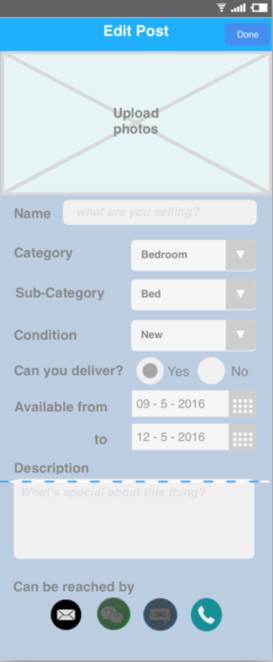 Edit Post
Done
Upload
photos
Name
what are you selling?
Category
Bedroom
Sub-Category
Bed
Condition
New
Can you deliver?
Yes
No
Available from
09 - 5 - 2016
to
12 - 5 - 2016
Description
What's special about this thing?
Can be reached by